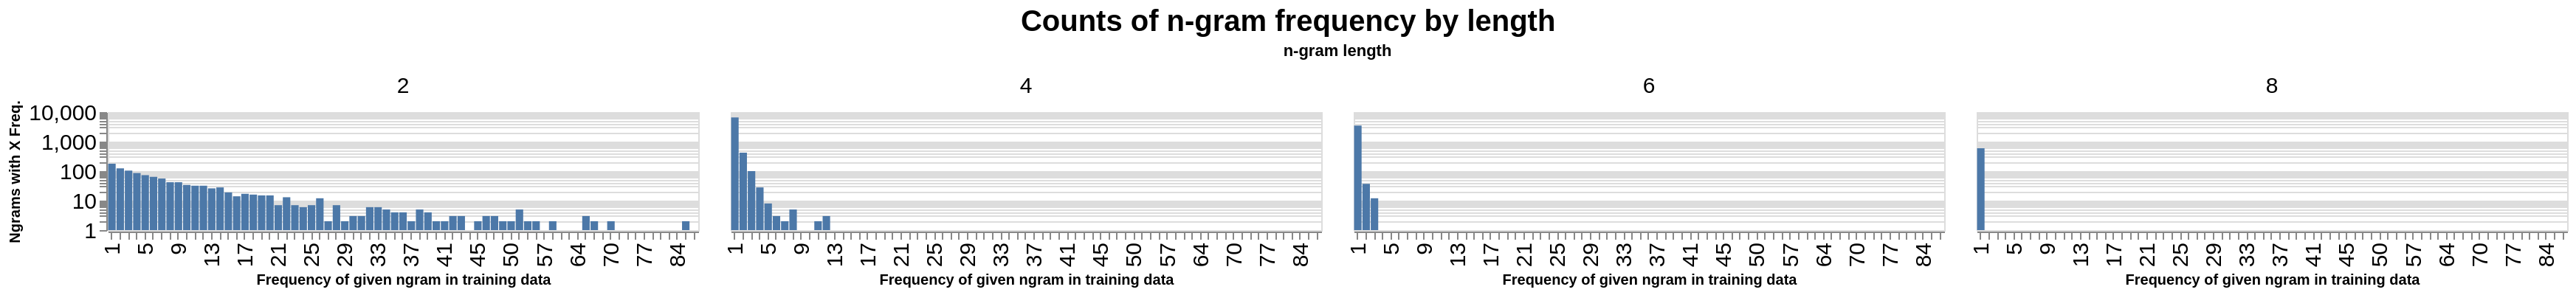 Counts of n-gram frequency by length
n-gram length
2 4 6 8
Ngrams with X Freq.
10,000
1,000
100
10
1
1 5 9 13 17 21 25 29 33 37 41 45 50 57 64 70 77 84
1 5 9 13 17 21 25 29 33 37 41 45 50 57 64 70 77 84
1 5 9 13 17 21 25 29 33 37 41 45 50 57 64 70 77 84
1 5 9 13 17 21 25 29 33 37 41 45 50 57 64 70 77 84
Frequency of given ngram in training data
Frequency of given ngram in training data
Frequency of given ngram in training data
Frequency of given ngram in training data